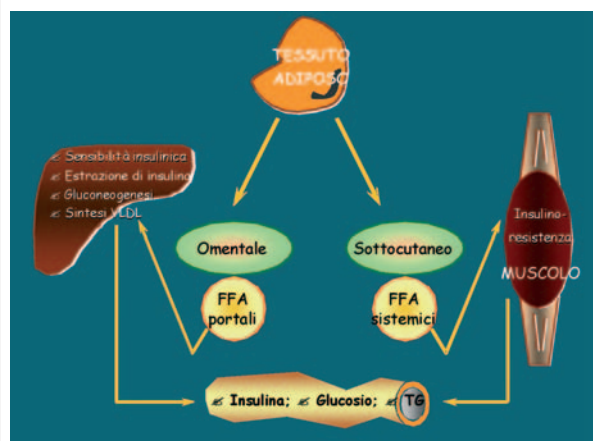 TESSUTO
ADIPOSO
✍ Sensibilità insulinica
✍ Estrazione di insulina
✍ Gluconeogenesi
✍ Sintesi VLDL
Omentale
Sottocutaneo
Insulino-
resistenza
MUSCOLO
FFA
portali
FFA
sistemici
✍ Insulina; ✍ Glucosio; ✍ TG